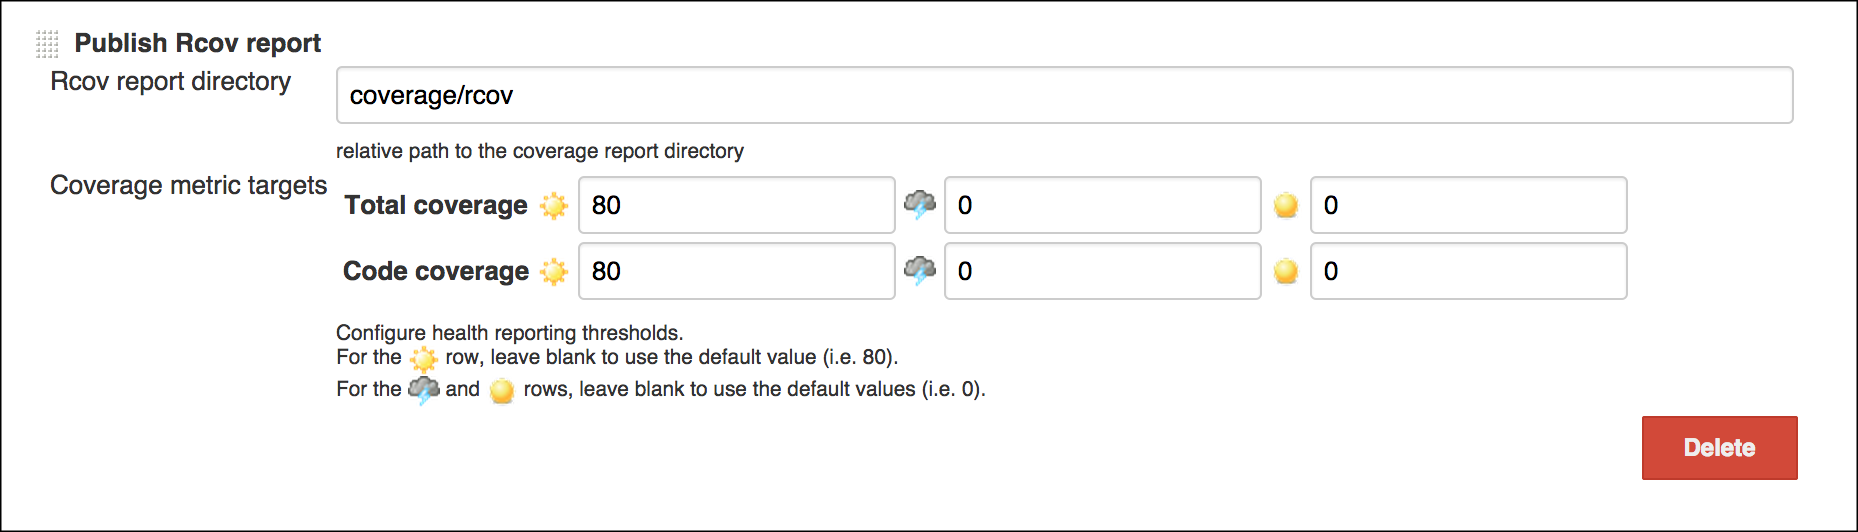 Publish Rcov report
Rcov report directory
coverage/rcov
relative path to the coverage report directory
Coverage metric targets
Total coverage 80 0 0
Code coverage 80 0 0
Configure health reporting thresholds.
For the row, leave blank to use the default value (i.e. 80).
For the and rows, leave blank to use the default values (i.e. 0).
Delete